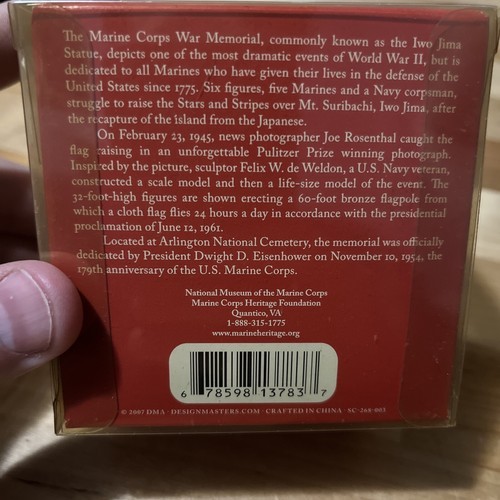 The Marine Corps War Memorial, commonly known as the Iwo Jima
Statue, depicts one of the most dramatic events of World War II, but is
dedicated to all Marines who have given their lives in the defense of the
United States since 1775. Six figures, five Marines and a Navy corpsman,
struggle to raise the Stars and Stripes over Mt. Suribachi, Iwo Jima, after
the recapture of the island from the Japanese.
On February 23, 1945, news photographer Joe Rosenthal caught the
flag raising in an unforgettable Pulitzer Prize winning photograph.
Inspired by the picture, sculptor Felix W. de Weldon, a U.S. Navy veteran,
constructed a scale model and then a life-size model of the event. The
32-foot-high figures are shown erecting a 60-foot bronze flagpole from
which a cloth flag flies 24 hours a day in accordance with the presidential
proclamation of June 12, 1961.
Located at Arlington National Cemetery, the memorial was officially
dedicated by President Dwight D. Eisenhower on November 10, 1954, the
179th anniversary of the U.S. Marine Corps.
National Museum of the Marine Corps
Marine Corps Heritage Foundation
Quantico, VA
1-888-315-1775
www.marineheritage.org
6 78598 13783 7
© 2007 DMA · DESIGNMASTERS.COM · CRAFTED IN CHINA · SC-268-003